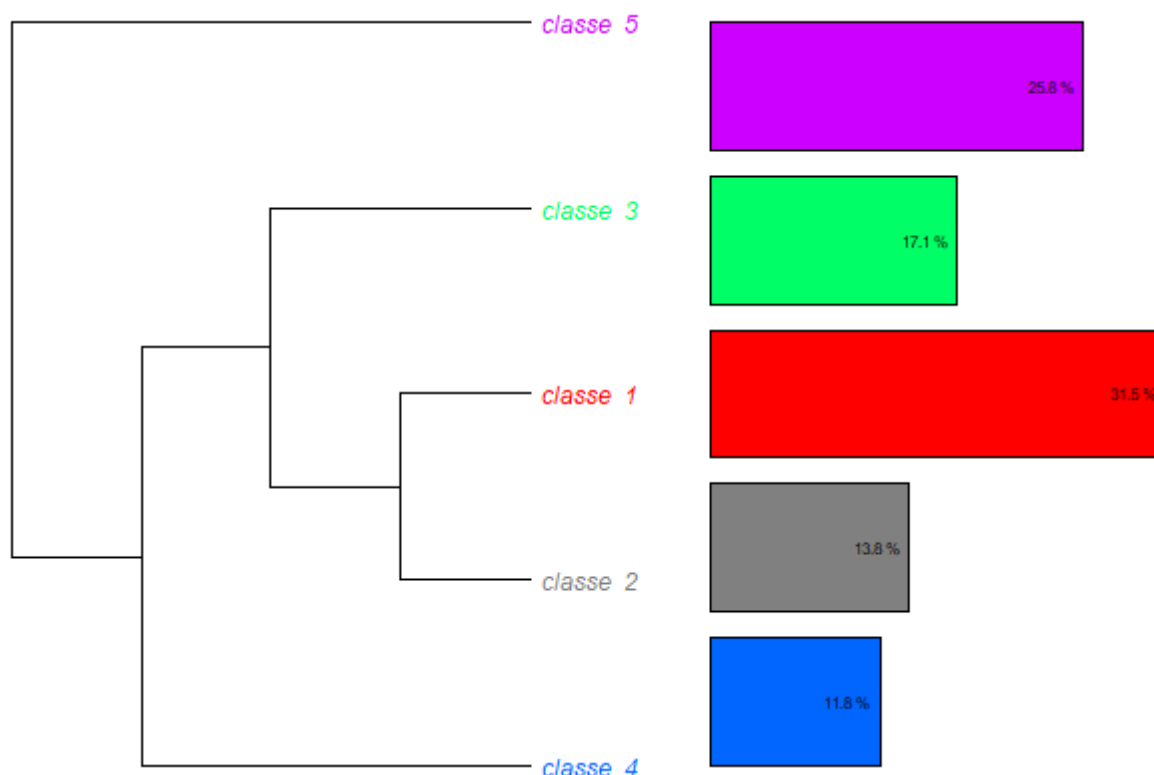 classe 5
25.8 %
classe 3
17.1 %
classe 1
31.5 %
classe 2
13.8 %
classe 4
11.8 %